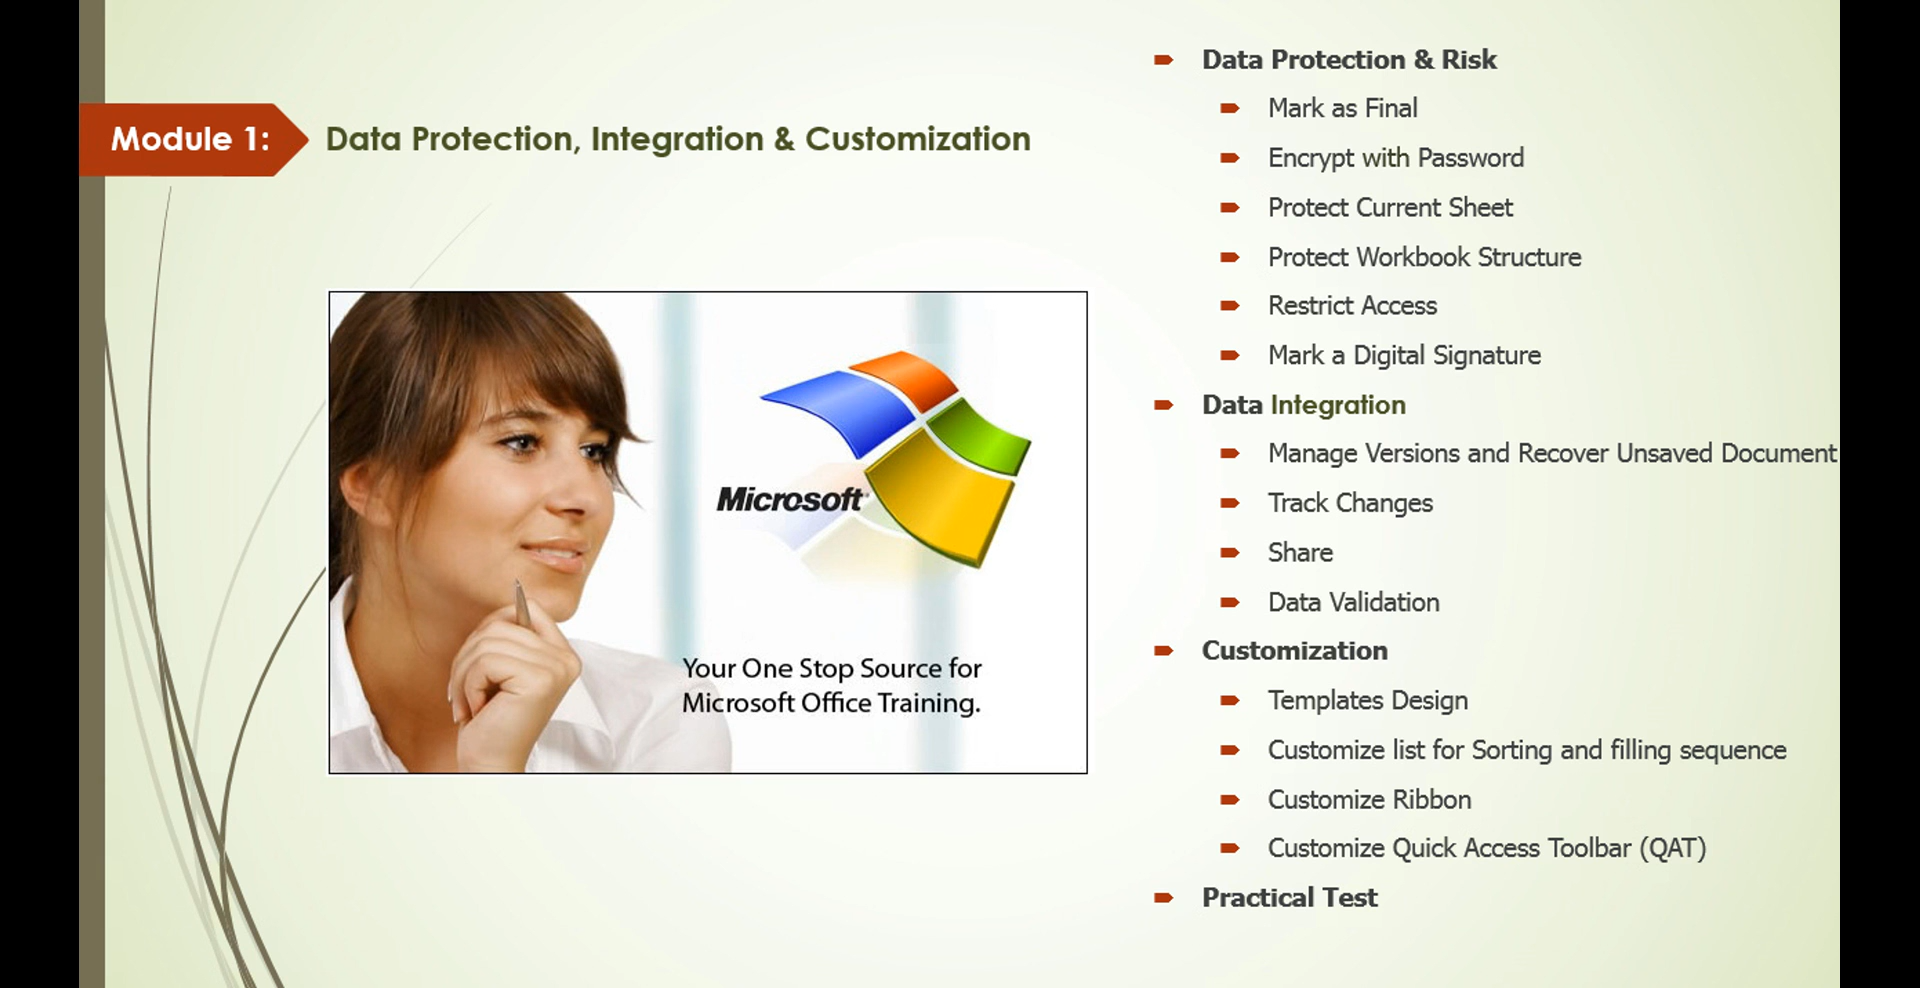 Module 1:
Data Protection, Integration & Customization
Microsoft
Your One Stop Source for
Microsoft Office Training.
Data Protection & Risk
Mark as Final
Encrypt with Password
Protect Current Sheet
Protect Workbook Structure
Restrict Access
Mark a Digital Signature
Data Integration
Manage Versions and Recover Unsaved Document
Track Changes
Share
Data Validation
Customization
Templates Design
Customize list for Sorting and filling sequence
Customize Ribbon
Customize Quick Access Toolbar (QAT)
Practical Test